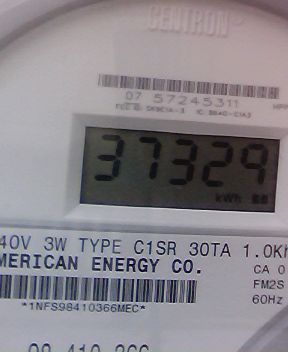 CENTRON
07 57245311
37329
kWh
40V 3W TYPE C1SR 30TA 1.0Kh
MERICAN ENERGY CO.
CA 0
FM2S
*1NFS98410366MEC*
60Hz